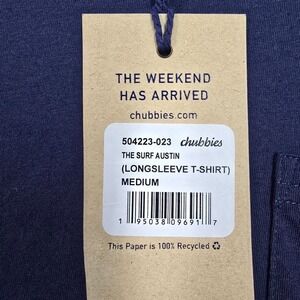 THE WEEKEND
HAS ARRIVED
chubbies.com
504223-023 chubbies
THE SURF AUSTIN
(LONGSLEEVE T-SHIRT)
MEDIUM
1 95038 09691 7
This Paper is 100% Recycled